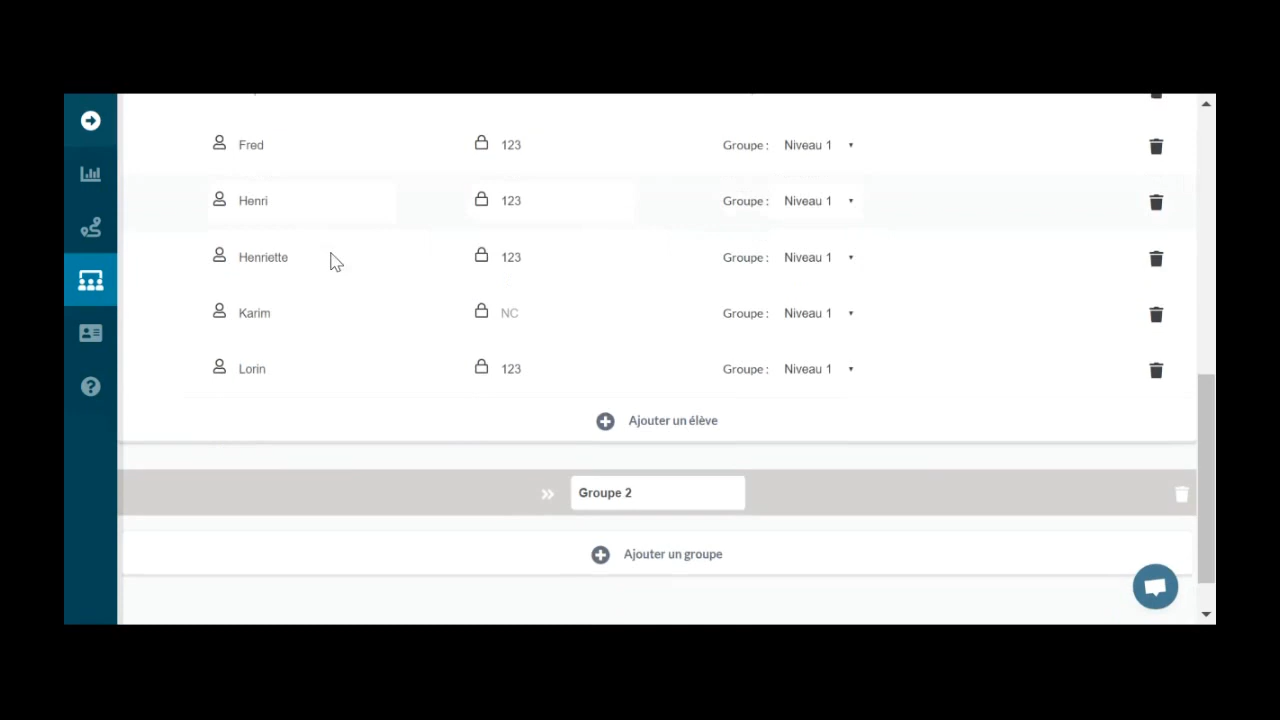 Fred 123 Groupe : Niveau 1
Henri 123 Groupe : Niveau 1
Henriette 123 Groupe : Niveau 1
Karim NC Groupe : Niveau 1
Lorin 123 Groupe : Niveau 1
Ajouter un élève
Groupe 2
Ajouter un groupe